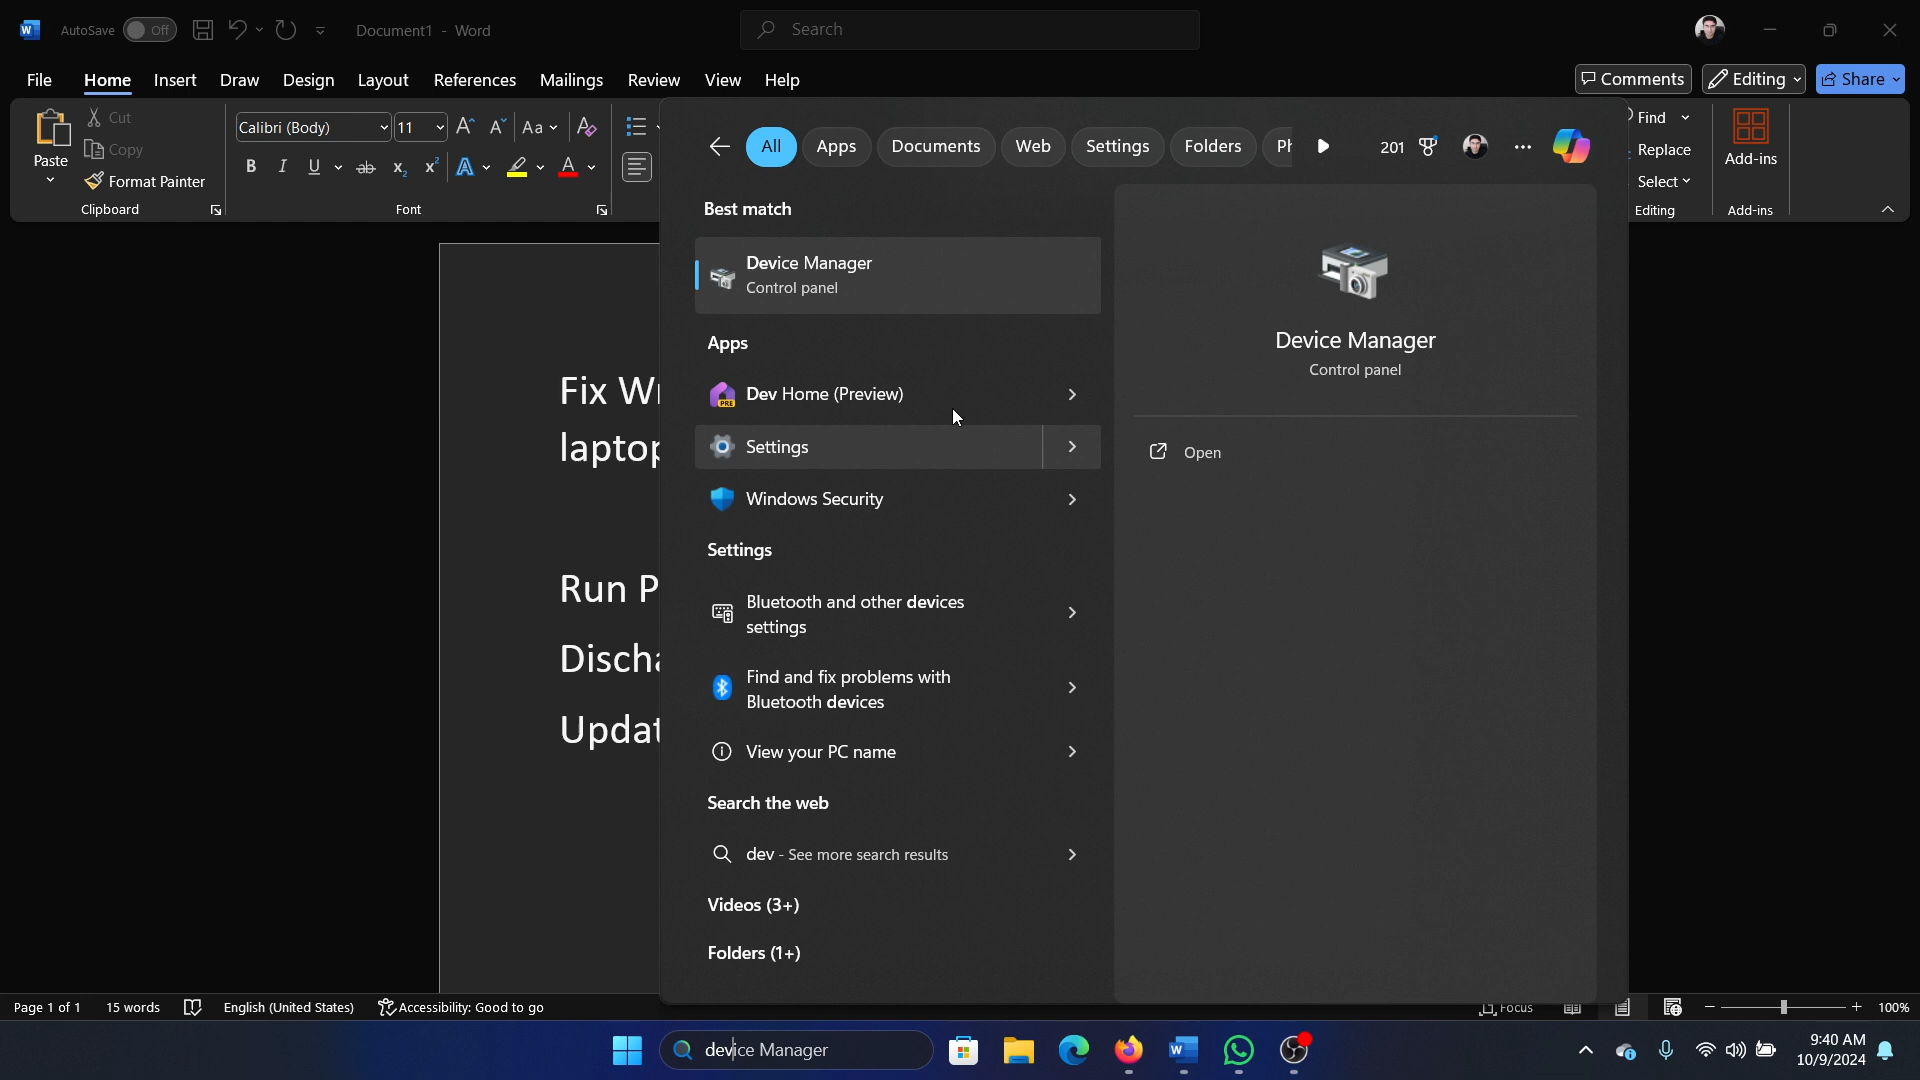 AutoSave Off Document1 - Word Search
File Home Insert Draw Design Layout References Mailings Review View Help Comments Editing Share
Paste Cut
Copy
Format Painter
Clipboard
Calibri (Body) 11 Aa
Font
Find
Replace
Select
Editing
Add-ins
Add-ins
All Apps Documents Web Settings Folders 201
Best match
Device Manager
Control panel
Apps
Dev Home (Preview)
Settings
Windows Security
Settings
Bluetooth and other devices
settings
Find and fix problems with
Bluetooth devices
View your PC name
Search the web
dev - See more search results
Videos (3+)
Folders (1+)
Device Manager
Control panel
Open
Fix
Run
Page 1 of 1 15 words English (United States) Accessibility: Good to go Focus 100%
device Manager
9:40 AM
10/9/2024